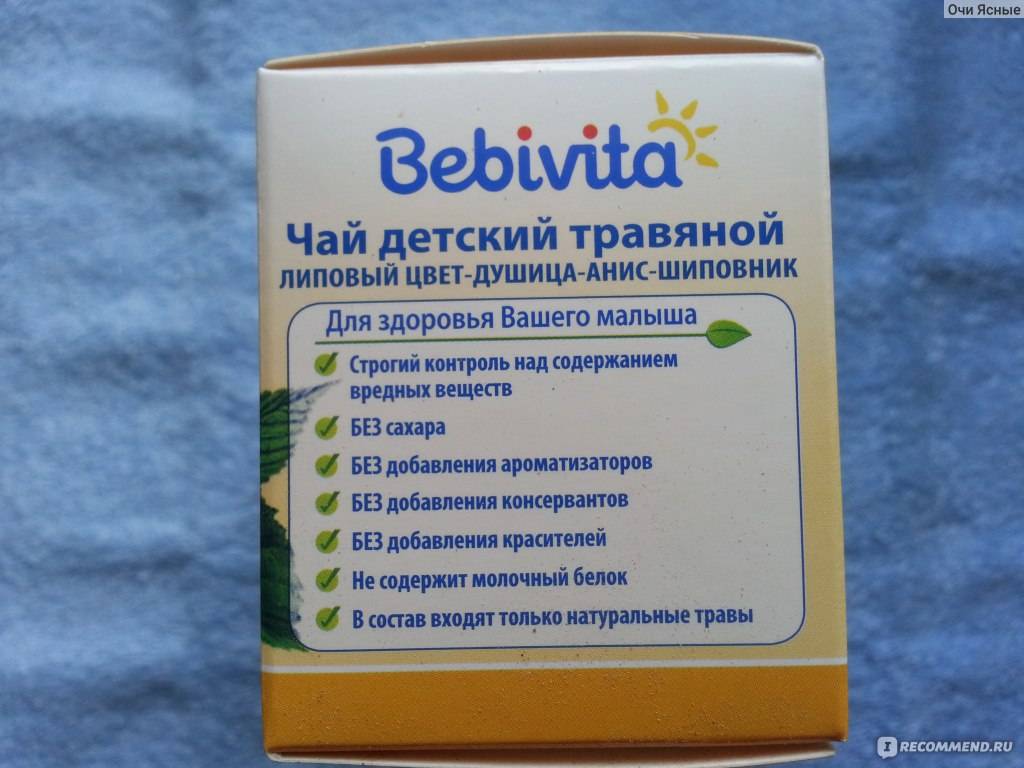 Очи Ясные
Bebivita
Чай детский травяной
ЛИПОВЫЙ ЦВЕТ-ДУШИЦА-АНИС-ШИПОВНИК
Для здоровья Вашего малыша
Строгий контроль над содержанием
вредных веществ
БЕЗ сахара
БЕЗ добавления ароматизаторов
БЕЗ добавления консервантов
БЕЗ добавления красителей
Не содержит молочный белок
В состав входят только натуральные травы
IRECOMMEND.RU